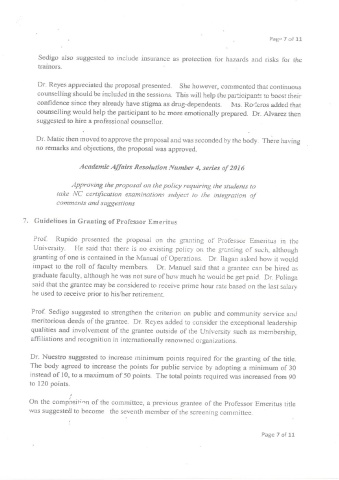 Page 7 of 11
Sedigo also suggested to include insurance as protection for hazards and risks for the
trainors.
Dr. Reyes appreciated the proposal presented. She however, commented that continuous
counselling should be included in the sessions. This will help the participants to boost their
confidence since they already have stigma as drug-dependents. Ms. added that
counselling would help the participant to be more emotionally prepared. Dr. Alvarez then
suggested to hire a professional counsellor.
Dr. Matic then moved to approve the proposal and was seconded by the body. There having
no remarks and objections, the proposal was approved.
Academic Affairs Resolution Number 4, series of 2016
Approving the proposal on the policy requiring the students to
take NC certification examinations subject to the integration of
comments and suggestions
7. Guidelines in Granting of Professor Emeritus
Prof. Rupido presented the proposal on the granting of Professor Emeritus in the
University. He said that there is no existing policy on the granting of such, although
granting of one is contained in the Manual of Operations. Dr. Ilagan asked how it would
impact to the roll of faculty members. Dr. Manuel said that a grantee can be hired as
graduate faculty, although he was not sure of how much he would be get paid. Dr.
said that the grantee may be considered to receive prime hour rate based on the last salary
he used to receive prior to his/her retirement.
Prof. Sedigo suggested to strengthen the criterion on public and community service and
meritorious deeds of the grantee. Dr. Reyes added to consider the exceptional leadership
qualities and involvement of the grantee outside of the University such as membership,
affiliations and recognition in internationally renowned organizations.
Dr. Nuestro suggested to increase minimum points required for the granting of the title.
The body agreed to increase the points for public service by adopting a minimum of 30
instead of 10, to a maximum of 50 points. The total points required was increased from 90
to 120 points.
On the composition of the committee, a previous grantee of the Professor Emeritus title
was suggested to become the seventh member of the screening committee.
Page 7 of 11